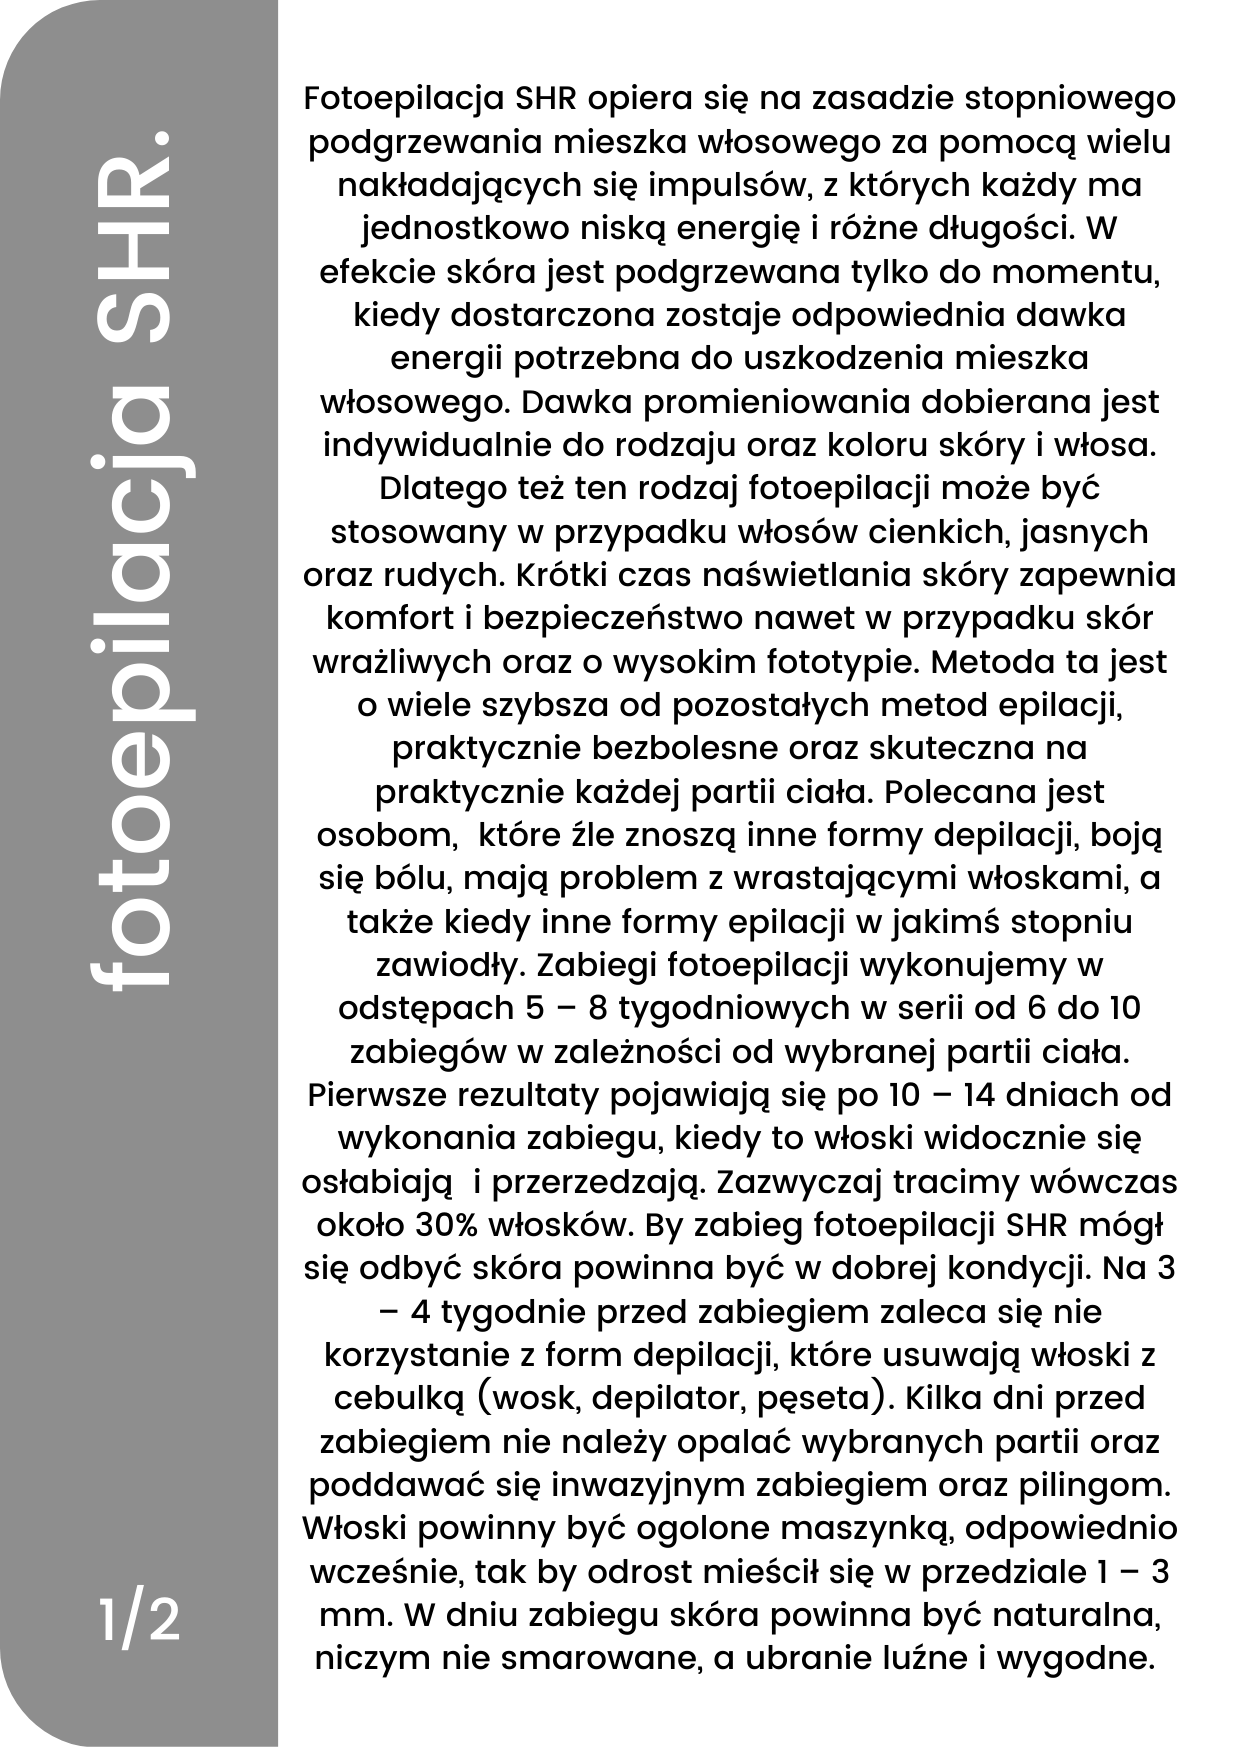 fotoepilacja SHR.
Fotoepilacja SHR opiera się na zasadzie stopniowego
podgrzewania mieszka włosowego za pomocą wielu
nakładających się impulsów, z których każdy ma
jednostkowo niską energię i różne długości. W
efekcie skóra jest podgrzewana tylko do momentu,
kiedy dostarczona zostaje odpowiednia dawka
energii potrzebna do uszkodzenia mieszka
włosowego. Dawka promieniowania dobierana jest
indywidualnie do rodzaju oraz koloru skóry i włosa.
Dlatego też ten rodzaj fotoepilacji może być
stosowany w przypadku włosów cienkich, jasnych
oraz rudych. Krótki czas naświetlania skóry zapewnia
komfort i bezpieczeństwo nawet w przypadku skór
wrażliwych oraz o wysokim fototypie. Metoda ta jest
o wiele szybsza od pozostałych metod epilacji,
praktycznie bezbolesne oraz skuteczna na
praktycznie każdej partii ciała. Polecana jest
osobom,  które źle znoszą inne formy depilacji, boją
się bólu, mają problem z wrastającymi włoskami, a
także kiedy inne formy epilacji w jakimś stopniu
zawiodły. Zabiegi fotoepilacji wykonujemy w
odstępach 5 – 8 tygodniowych w serii od 6 do 10
zabiegów w zależności od wybranej partii ciała.
Pierwsze rezultaty pojawiają się po 10 – 14 dniach od
wykonania zabiegu, kiedy to włoski widocznie się
osłabiają  i przerzedzają. Zazwyczaj tracimy wówczas
około 30% włosków. By zabieg fotoepilacji SHR mógł
się odbyć skóra powinna być w dobrej kondycji. Na 3
– 4 tygodnie przed zabiegiem zaleca się nie
korzystanie z form depilacji, które usuwają włoski z
cebulką (wosk, depilator, pęseta). Kilka dni przed
zabiegiem nie należy opalać wybranych partii oraz
poddawać się inwazyjnym zabiegiem oraz pilingom.
Włoski powinny być ogolone maszynką, odpowiednio
wcześnie, tak by odrost mieścił się w przedziale 1 – 3
mm. W dniu zabiegu skóra powinna być naturalna,
niczym nie smarowane, a ubranie luźne i wygodne.
1/2